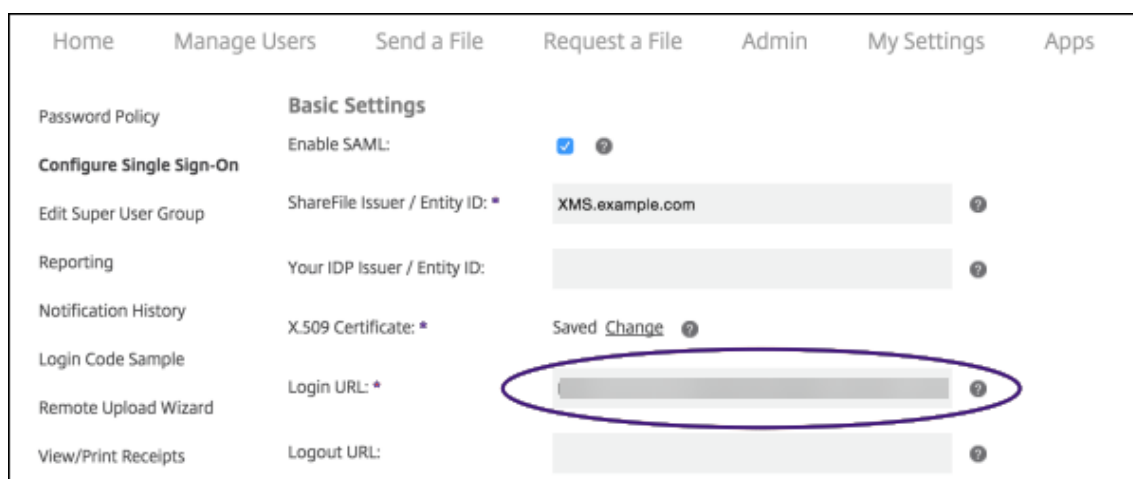 Home Manage Users Send a File Request a File Admin My Settings Apps
Password Policy
Configure Single Sign-On
Edit Super User Group
Reporting
Notification History
Login Code Sample
Remote Upload Wizard
View/Print Receipts
Basic Settings
Enable SAML:
ShareFile Issuer / Entity ID: * XMS.example.com
Your IDP Issuer / Entity ID:
X.509 Certificate: * Saved Change
Login URL: *
Logout URL: